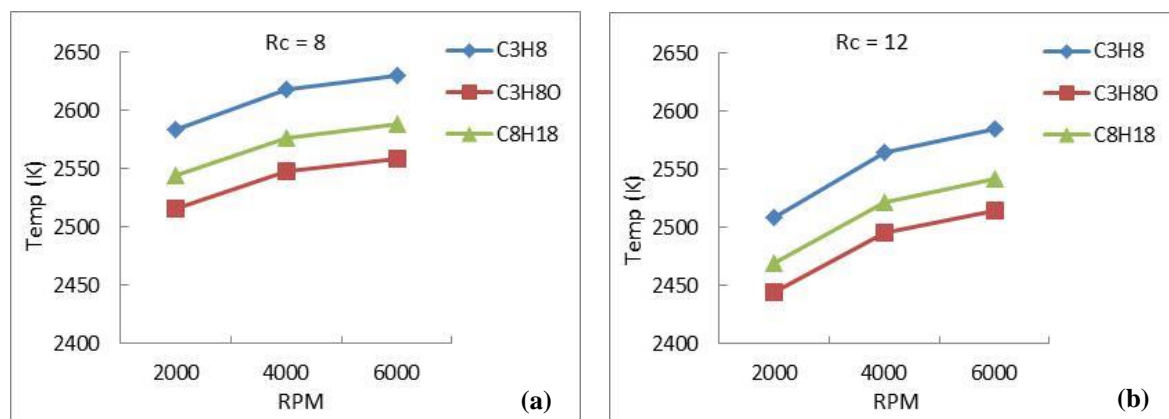 Rc = 8
2650
2600
2550
2500
2450
2400
Temp (K)
2000 4000 6000
RPM
C3H8
C3H8O
C8H18
(a)
Rc = 12
2650
2600
2550
2500
2450
2400
Temp (K)
2000 4000 6000
RPM
C3H8
C3H8O
C8H18
(b)